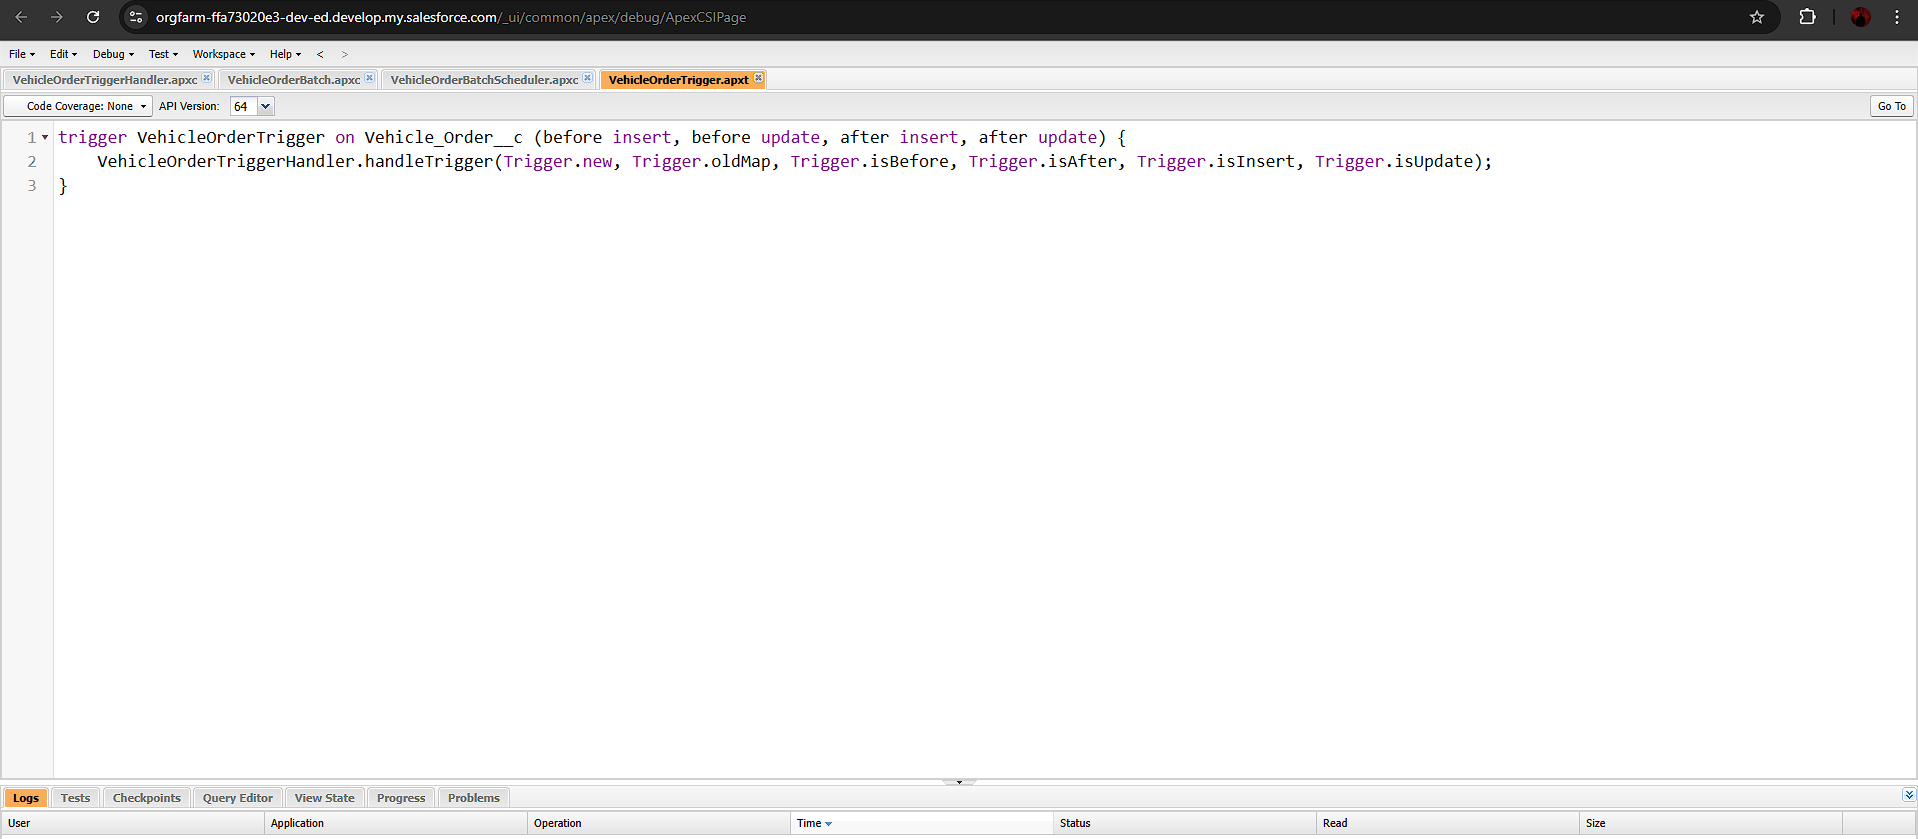 orgfarm-ffa73020e3-dev-ed.develop.my.salesforce.com/_ui/common/apex/debug/ApexCSIPage
File Edit Debug Test Workspace Help < >
VehicleOrderTriggerHandler.apxc VehicleOrderBatch.apxc VehicleOrderBatchScheduler.apxc VehicleOrderTrigger.apxt
Code Coverage: None API Version: 64 Go To
1 trigger VehicleOrderTrigger on Vehicle_Order__c (before insert, before update, after insert, after update) {
2 VehicleOrderTriggerHandler.handleTrigger(Trigger.new, Trigger.oldMap, Trigger.isBefore, Trigger.isAfter, Trigger.isInsert, Trigger.isUpdate);
3 }
Logs Tests Checkpoints Query Editor View State Progress Problems
User Application Operation Time Status Read Size